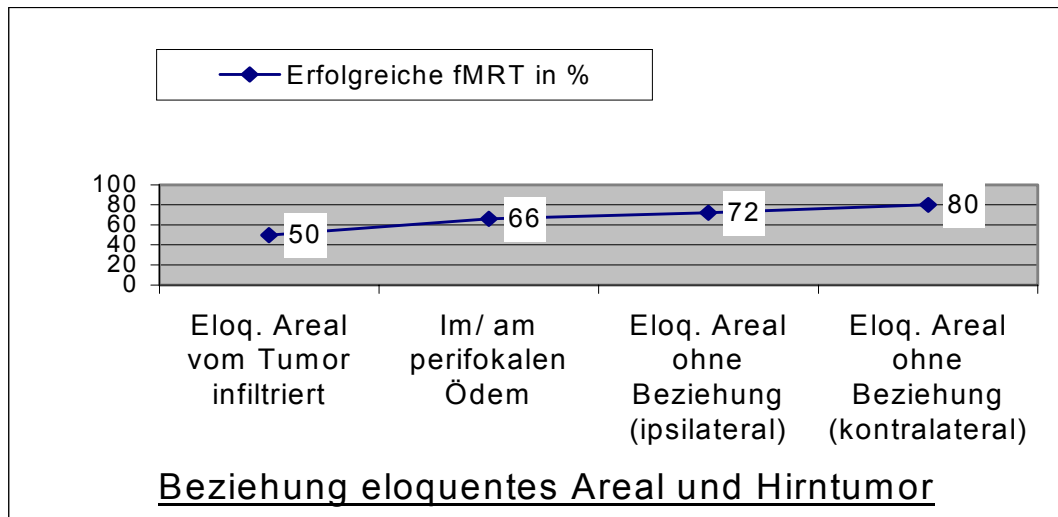 Erfolgreiche fMRT in %
100
80
60
40
20
0
50
66
72
80
Eloq. Areal
vom Tumor
infiltriert
Im/ am
perifokalen
Ödem
Eloq. Areal
ohne
Beziehung
(ipsilateral)
Eloq. Areal
ohne
Beziehung
(kontralateral)
Beziehung eloquentes Areal und Hirntumor